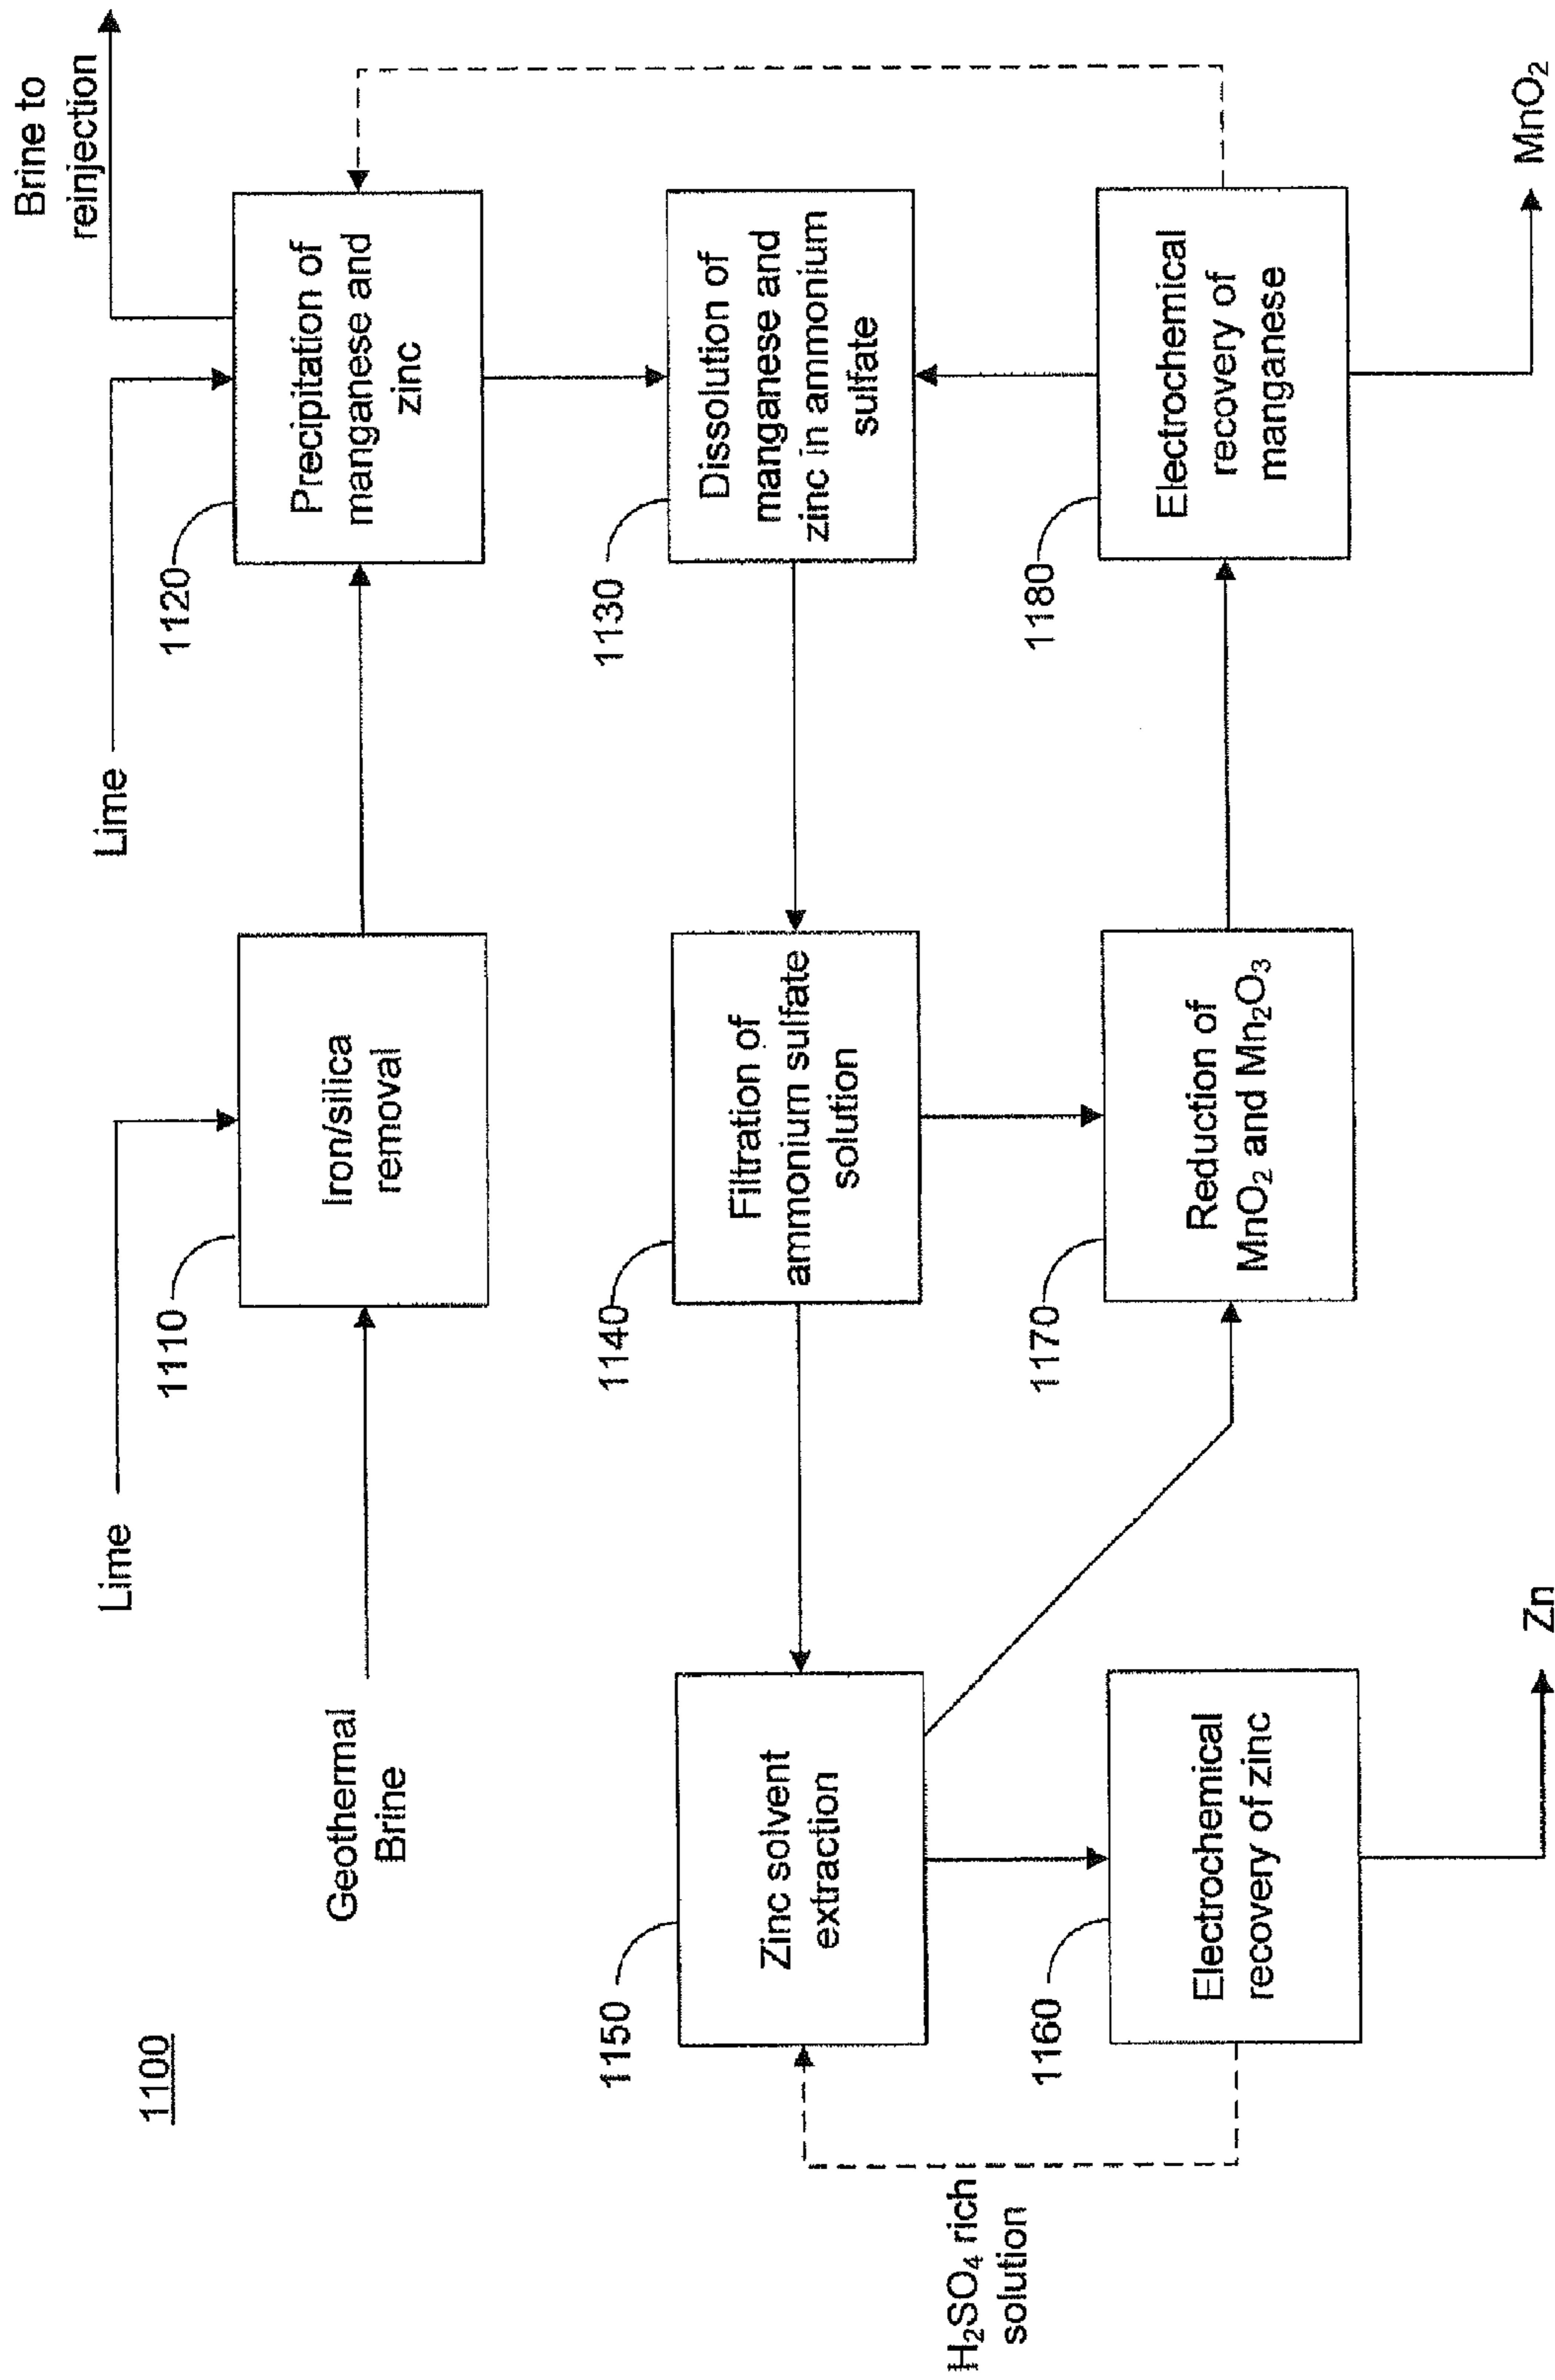 1100
Lime
Lime
Brine to
reinjection
Geothermal
Brine
1110
Iron/silica
removal
1120
Precipitation of
manganese and
zinc
1150
Zinc solvent
extraction
1140
Filtration of
ammonium sulfate
solution
1130
Dissolution of
manganese and
zinc in ammonium
sulfate
H₂SO₄ rich
solution
1160
Electrochemical
recovery of zinc
1170
Reduction of
MnO₂ and Mn₂O₃
1180
Electrochemical
recovery of
manganese
Zn
MnO₂